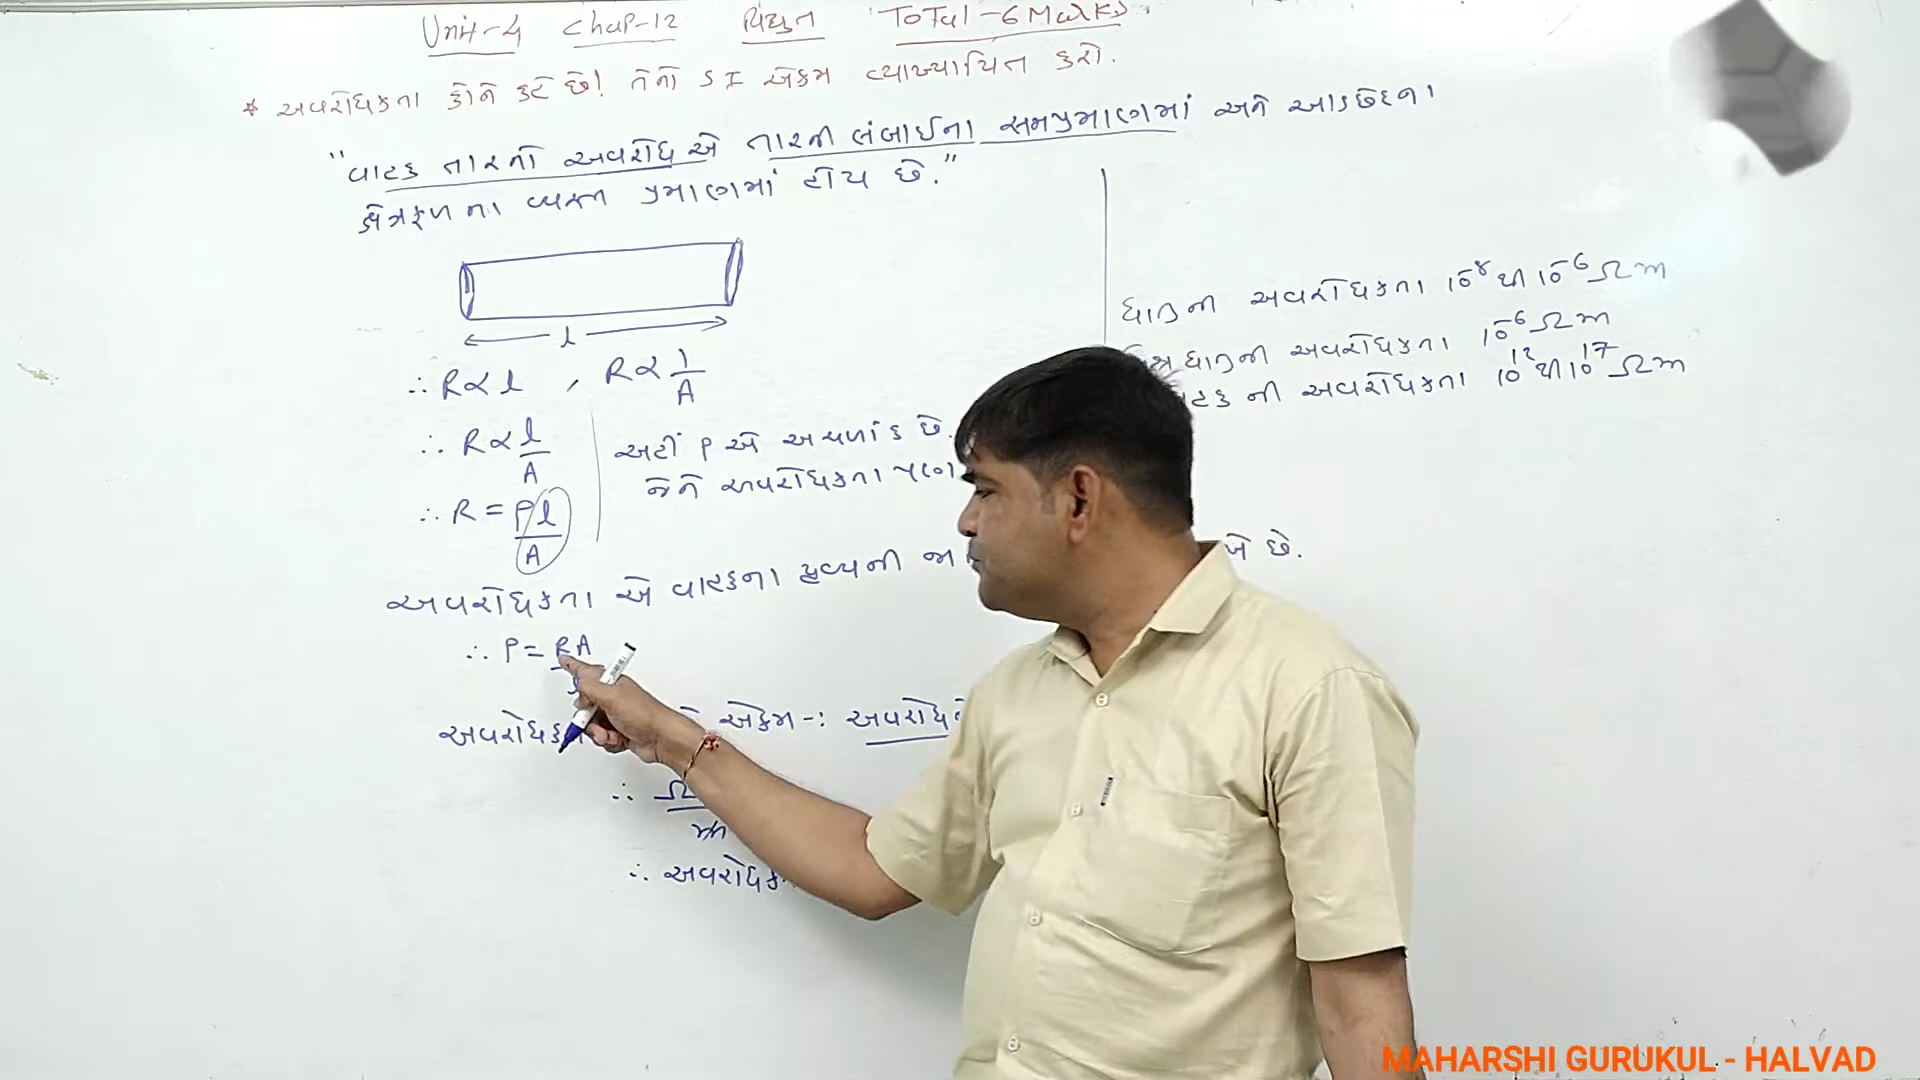 Unit-4 Chap-12 વિદ્યુત Total-6 Marks
* અવરોધકતા કોને કહે છે! તેનો SI એકમ વ્યાખ્યાયિત કરો.
"વાહક તારનો અવરોધ એ તારની લંબાઈના સમપ્રમાણમાં અને આડછેદના
ક્ષેત્રફળના વ્યસ્ત પ્રમાણમાં હોય છે."
l
∴ R∝l , R∝1/A
∴ R∝l/A
∴ R = ρl/A
અહીં ρ એ અચળાંક છે.
જેને અવરોધકતા
અવરોધકતા એ વાહકના દ્રવ્યની છે.
∴ ρ = RA/l
એકમ -: અવરોધનો
∴ Ω
m
∴ અવરોધક
ધાતુની અવરોધકતા 10⁻⁸ થી 10⁻⁶ Ωm
ધાતુની અવરોધકતા 10⁻⁶ Ωm
ની અવરોધકતા 10¹² થી 10¹⁷ Ωm
MAHARSHI GURUKUL - HALVAD